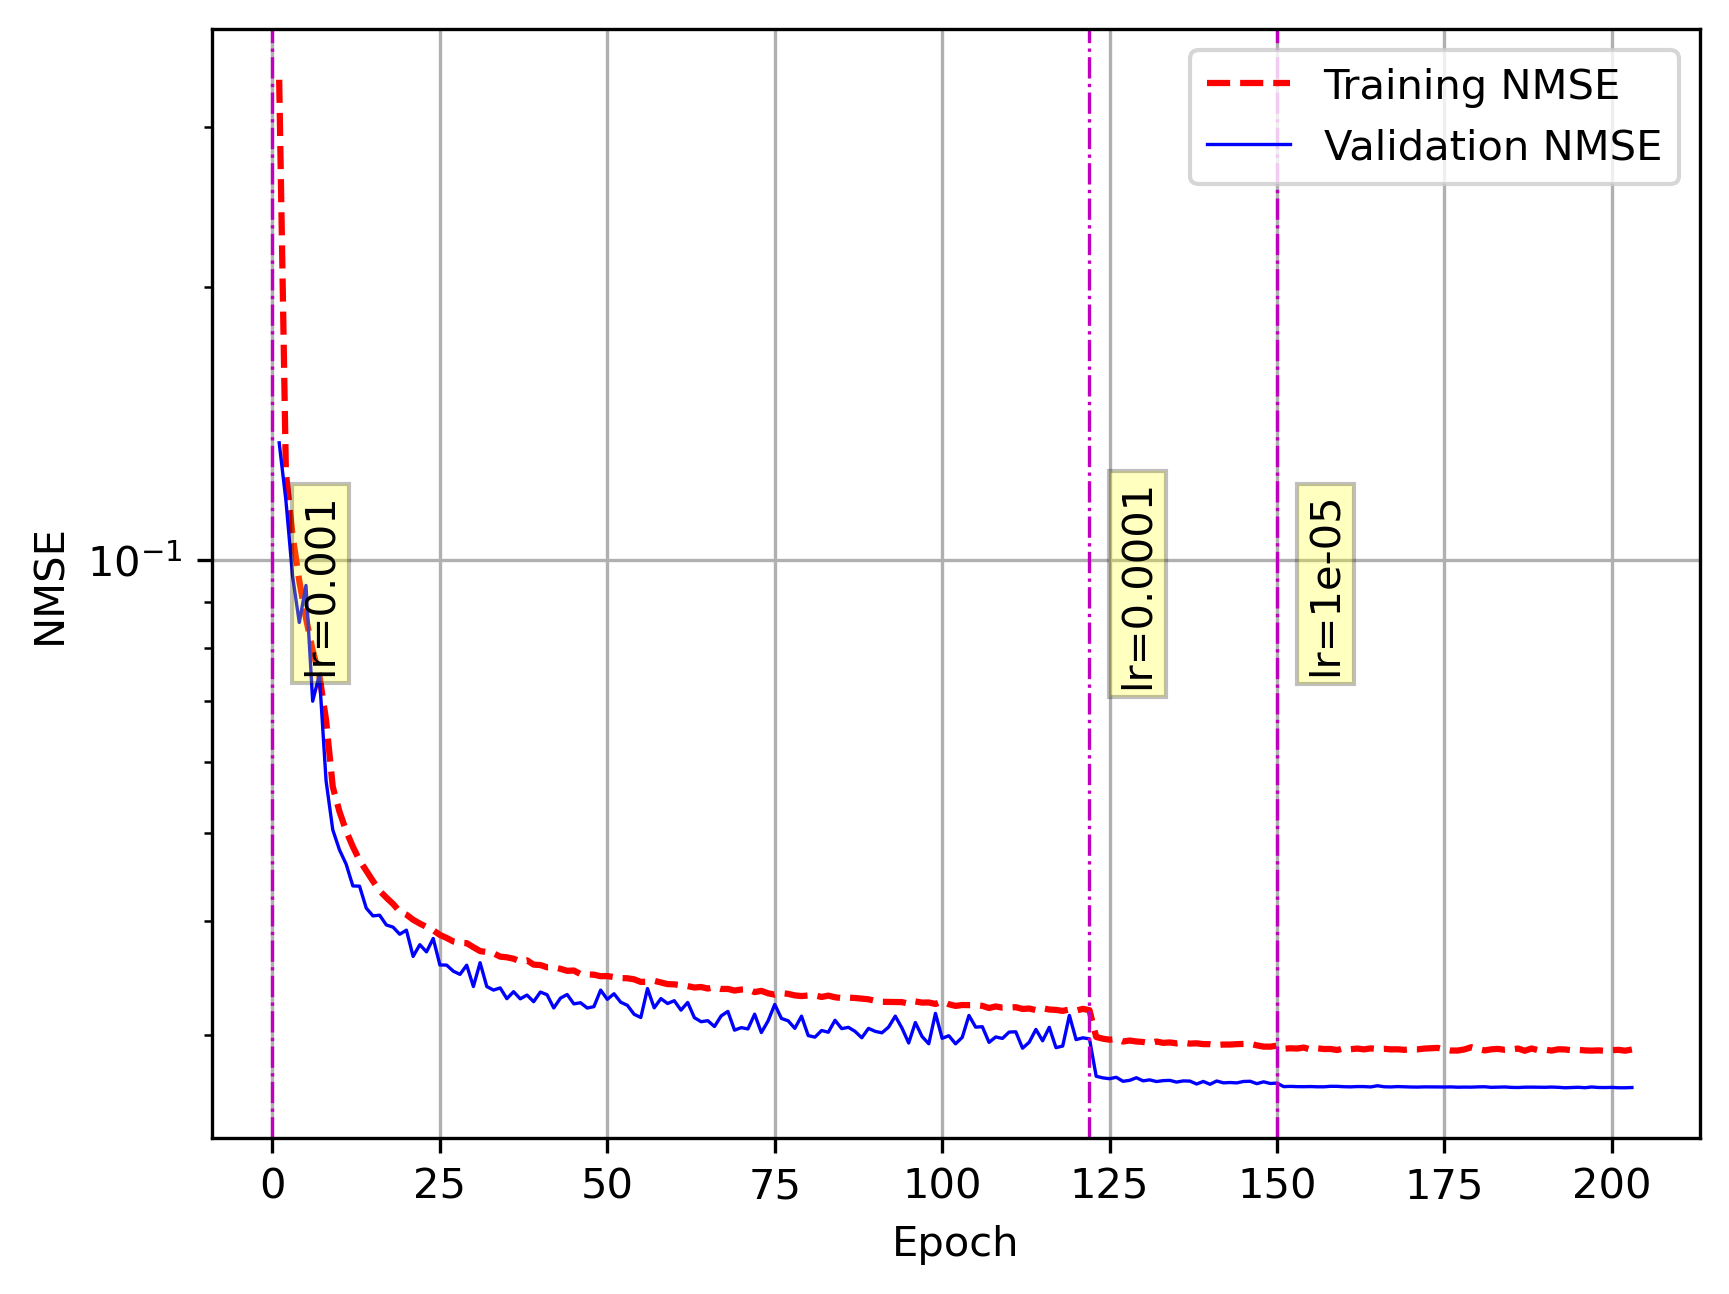 Training NMSE
Validation NMSE
NMSE
10⁻¹
lr=0.001
lr=0.0001
lr=1e-05
0 25 50 75 100 125 150 175 200
Epoch